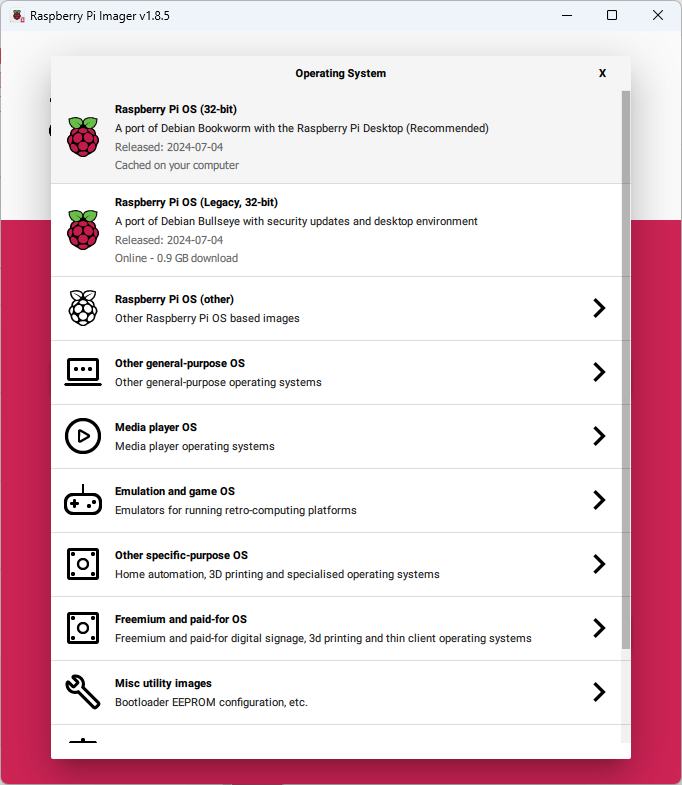 Raspberry Pi Imager v1.8.5
Operating System
X
Raspberry Pi OS (32-bit)
A port of Debian Bookworm with the Raspberry Pi Desktop (Recommended)
Released: 2024-07-04
Cached on your computer
Raspberry Pi OS (Legacy, 32-bit)
A port of Debian Bullseye with security updates and desktop environment
Released: 2024-07-04
Online - 0.9 GB download
Raspberry Pi OS (other)
Other Raspberry Pi OS based images
Other general-purpose OS
Other general-purpose operating systems
Media player OS
Media player operating systems
Emulation and game OS
Emulators for running retro-computing platforms
Other specific-purpose OS
Home automation, 3D printing and specialised operating systems
Freemium and paid-for OS
Freemium and paid-for digital signage, 3d printing and thin client operating systems
Misc utility images
Bootloader EEPROM configuration, etc.